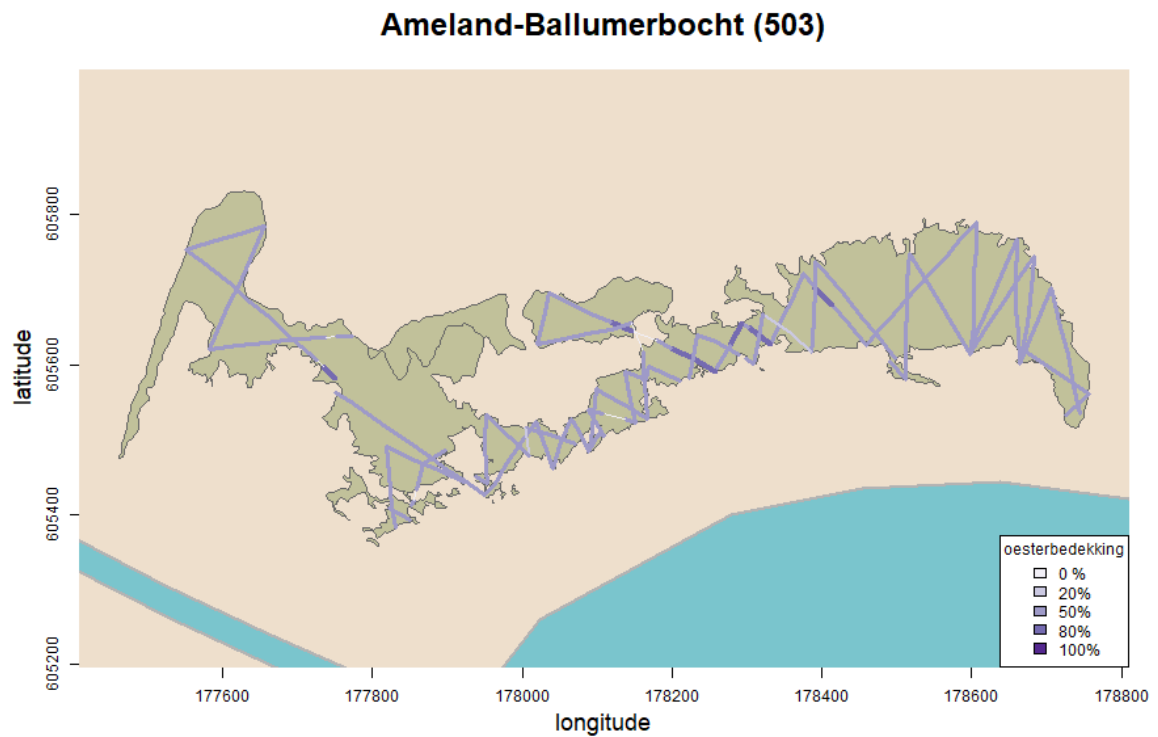 Ameland-Ballumerbocht (503)
latitude
605800
605600
605400
605200
oesterbedekking
0 %
20%
50%
80%
100%
177600 177800 178000 178200 178400 178600 178800
longitude